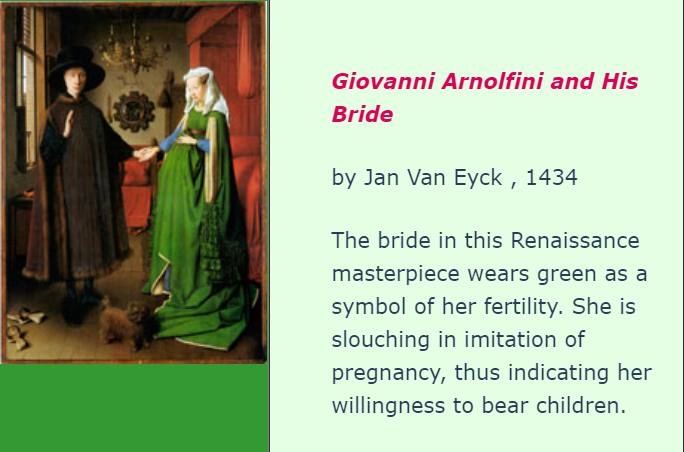 Giovanni Arnolfini and His
Bride
by Jan Van Eyck , 1434
The bride in this Renaissance
masterpiece wears green as a
symbol of her fertility. She is
slouching in imitation of
pregnancy, thus indicating her
willingness to bear children.